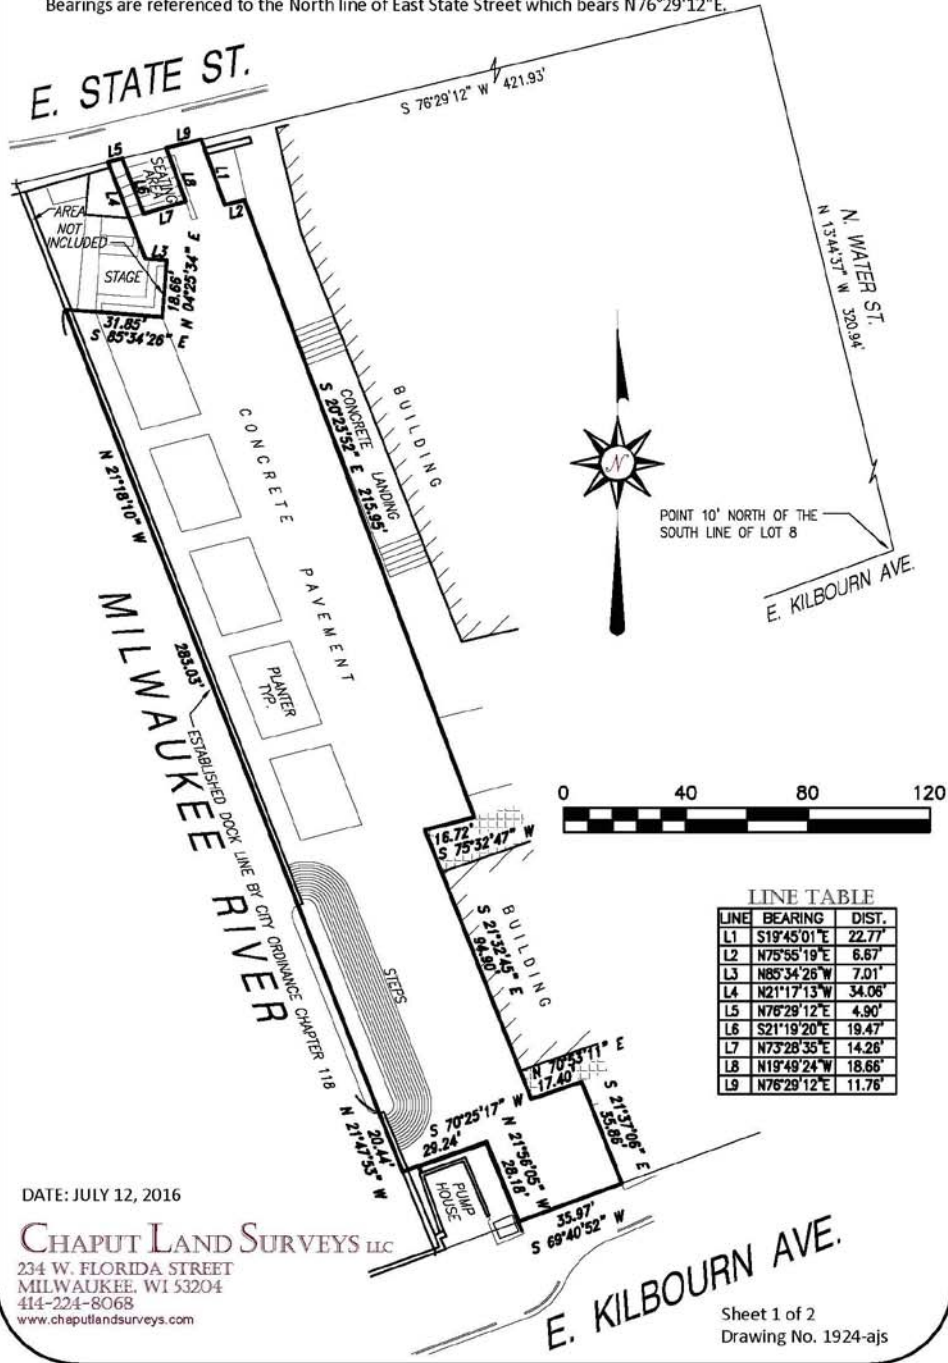 Bearings are referenced to the North line of East State Street which bears N76°29'12"E.
E. STATE ST.
S 76°29'12" W 421.93'
N. WATER ST.
N 13°44'37" W 320.94'
L9
L5
SEATING
AREA
L1
L8
L6
L4
L7
L2
AREA
NOT
INCLUDED
L3
STAGE
18.66'
N 04°25'34" E
31.85'
S 85°34'26" E
CONCRETE
LANDING
BUILDING
S 20°23'52" E 215.95'
CONCRETE
PAVEMENT
N 21°18'10" W
283.03'
POINT 10' NORTH OF THE
SOUTH LINE OF LOT 8
E. KILBOURN AVE.
N
MILWAUKEE
RIVER
PLANTER
TYP.
ESTABLISHED DOCK LINE BY CITY ORDINANCE CHAPTER 118
0 40 80 120
16.72'
S 75°32'47" W
BUILDING
S 21°32'45" E
94.90'
STEPS
LINE TABLE
LINE BEARING DIST.
L1 S19°45'01"E 22.77'
L2 N75°55'19"E 6.67'
L3 N85°34'26"W 7.01'
L4 N21°17'13"W 34.06'
L5 N76°29'12"E 4.90'
L6 S21°19'20"E 19.47'
L7 N73°28'35"E 14.26'
L8 N19°49'24"W 18.66'
L9 N76°29'12"E 11.76'
N 70°53'11" E
17.40'
S 21°37'06" E
35.86'
S 70°25'17" W
29.24'
N 21°56'05" W
28.18'
20.44'
N 21°47'53" W
PUMP
HOUSE
35.97'
S 69°40'52" W
E. KILBOURN AVE.
DATE: JULY 12, 2016
CHAPUT LAND SURVEYS LLC
234 W. FLORIDA STREET
MILWAUKEE, WI 53204
414-224-8068
www.chaputlandsurveys.com
Sheet 1 of 2
Drawing No. 1924-ajs